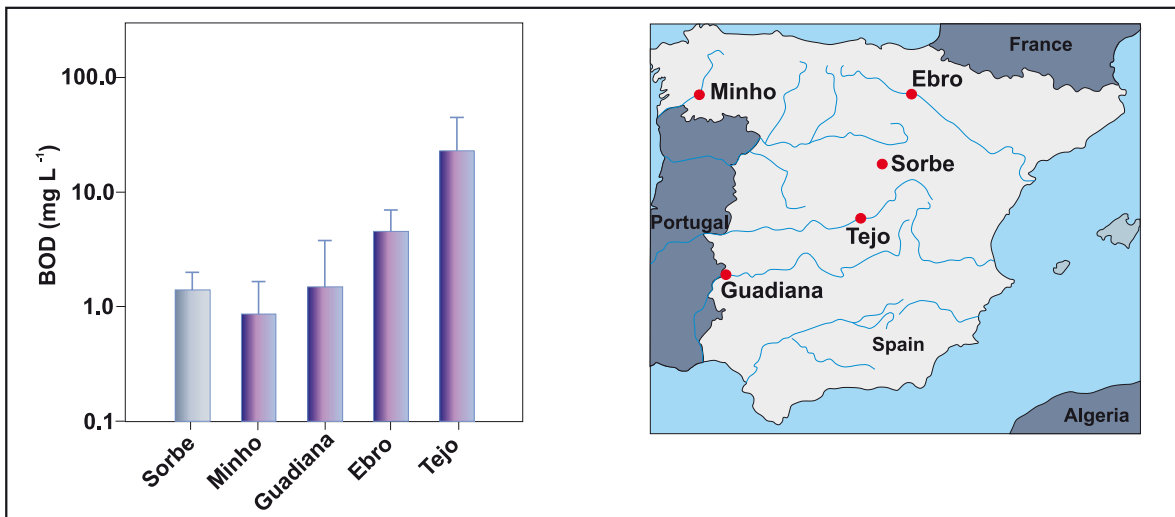 BOD (mg L⁻¹)
100.0
10.0
1.0
0.1
Sorbe
Minho
Guadiana
Ebro
Tejo
France
Ebro
Minho
Sorbe
Portugal
Tejo
Guadiana
Spain
Algeria